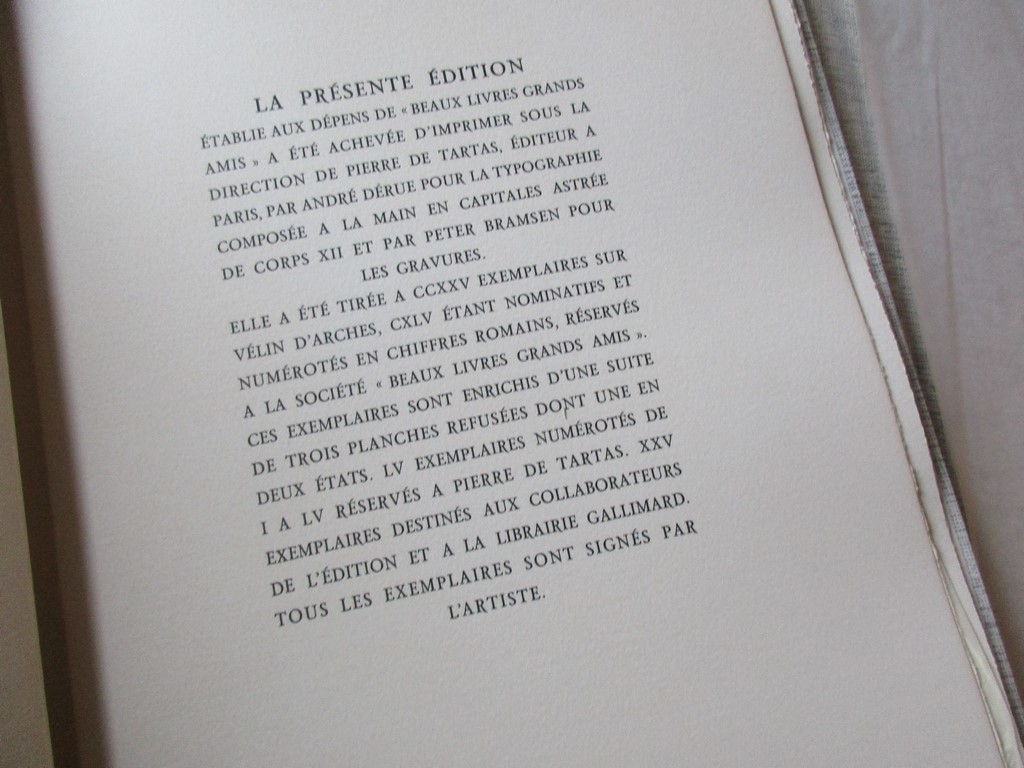 LA PRÉSENTE ÉDITION
ÉTABLIE AUX DÉPENS DE « BEAUX LIVRES GRANDS
AMIS » A ÉTÉ ACHEVÉE D'IMPRIMER SOUS LA
DIRECTION DE PIERRE DE TARTAS, ÉDITEUR A
PARIS, PAR ANDRÉ DÉRUE POUR LA TYPOGRAPHIE
COMPOSÉE A LA MAIN EN CAPITALES ASTRÉE
DE CORPS XII ET PAR PETER BRAMSEN POUR
LES GRAVURES.
ELLE A ÉTÉ TIRÉE A CCXXV EXEMPLAIRES SUR
VÉLIN D'ARCHES, CXLV ÉTANT NOMINATIFS ET
NUMÉROTÉS EN CHIFFRES ROMAINS, RÉSERVÉS
A LA SOCIÉTÉ « BEAUX LIVRES GRANDS AMIS ».
CES EXEMPLAIRES SONT ENRICHIS D'UNE SUITE
DE TROIS PLANCHES REFUSÉES DONT UNE EN
DEUX ÉTATS. LV EXEMPLAIRES NUMÉROTÉS DE
I A LV RÉSERVÉS A PIERRE DE TARTAS. XXV
EXEMPLAIRES DESTINÉS AUX COLLABORATEURS
DE L'ÉDITION ET A LA LIBRAIRIE GALLIMARD.
TOUS LES EXEMPLAIRES SONT SIGNÉS PAR
L'ARTISTE.